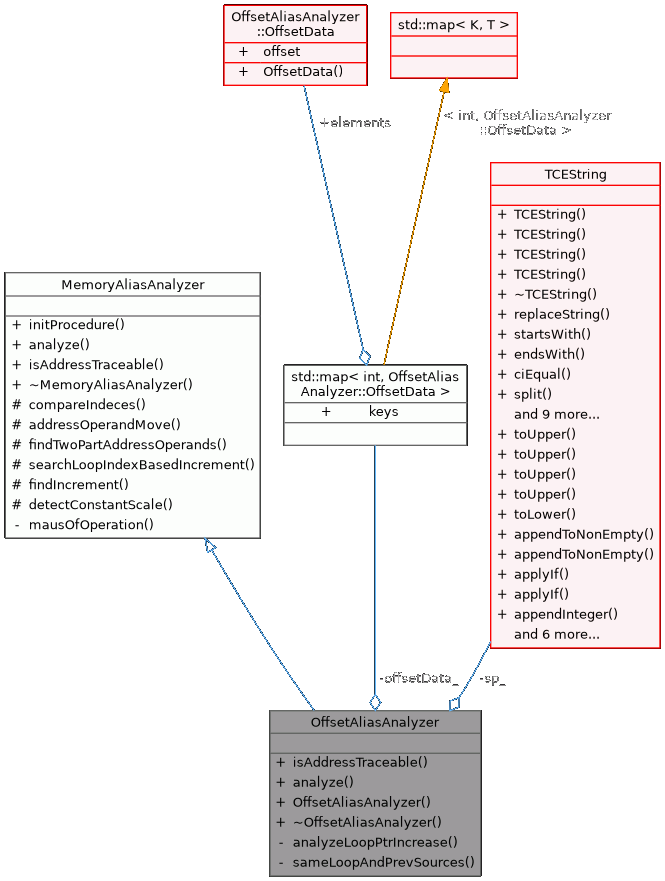 OffsetAliasAnalyzer
::OffsetData
+ offset
+ OffsetData()
std::map< K, T >
+elements
< int, OffsetAliasAnalyzer
::OffsetData >
TCEString
+ TCEString()
+ TCEString()
+ TCEString()
+ TCEString()
+ ~TCEString()
+ replaceString()
+ startsWith()
+ endsWith()
+ ciEqual()
+ split()
and 9 more...
+ toUpper()
+ toUpper()
+ toUpper()
+ toUpper()
+ toLower()
+ appendToNonEmpty()
+ appendToNonEmpty()
+ applyIf()
+ applyIf()
+ appendInteger()
and 6 more...
MemoryAliasAnalyzer
+ initProcedure()
+ analyze()
+ isAddressTraceable()
+ ~MemoryAliasAnalyzer()
# compareIndeces()
# addressOperandMove()
# findTwoPartAddressOperands()
# searchLoopIndexBasedIncrement()
# findIncrement()
# detectConstantScale()
- mausOfOperation()
std::map< int, OffsetAlias
Analyzer::OffsetData >
+ keys
-offsetData_
-sp_
OffsetAliasAnalyzer
+ isAddressTraceable()
+ analyze()
+ OffsetAliasAnalyzer()
+ ~OffsetAliasAnalyzer()
- analyzeLoopPtrIncrease()
- sameLoopAndPrevSources()